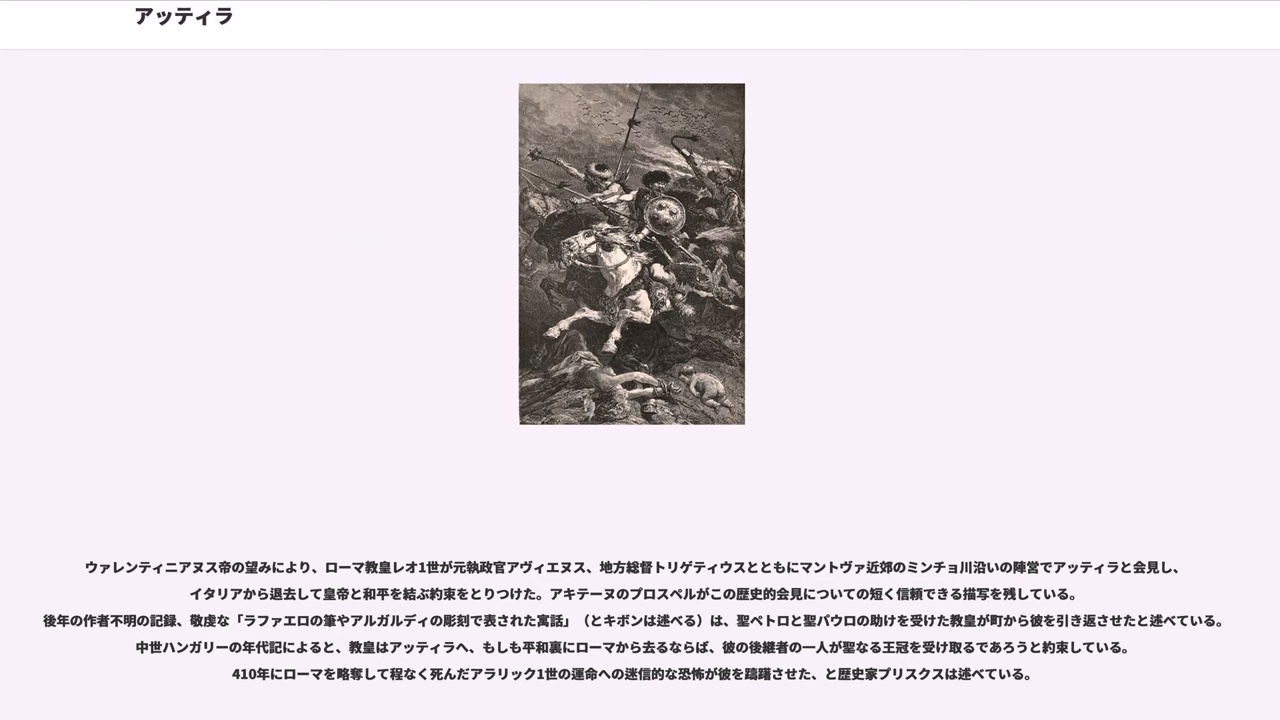 アッティラ
ウァレンティニアヌス帝の望みにより、ローマ教皇レオ1世が元執政官アヴィエヌス、地方総督トリゲティウスとともにマントヴァ近郊のミンチョ川沿いの陣営でアッティラと会見し、
イタリアから退去して皇帝と和平を結ぶ約束をとりつけた。アキテーヌのプロスペルがこの歴史的会見についての短く信頼できる描写を残している。
後年の作者不明の記録、敬虔な「ラファエロの筆やアルガルディの彫刻で表された寓話」（とキボンは述べる）は、聖ペトロと聖パウロの助けを受けた教皇が町から彼を引き返させたと述べている。
中世ハンガリーの年代記によると、教皇はアッティラへ、もしも平和裏にローマから去るならば、彼の後継者の一人が聖なる王冠を受け取るであろうと約束している。
410年にローマを略奪して程なく死んだアラリック1世の運命への迷信的な恐怖が彼を躊躇させた、と歴史家プリスクスは述べている。